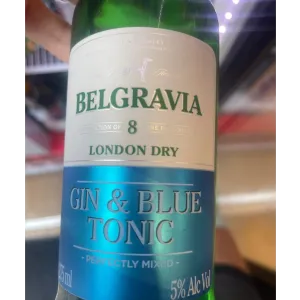 BELGRAVIA
8
LONDON DRY
GIN & BLUE
TONIC
- PERFECTLY MIXED -
5% Alc Vol